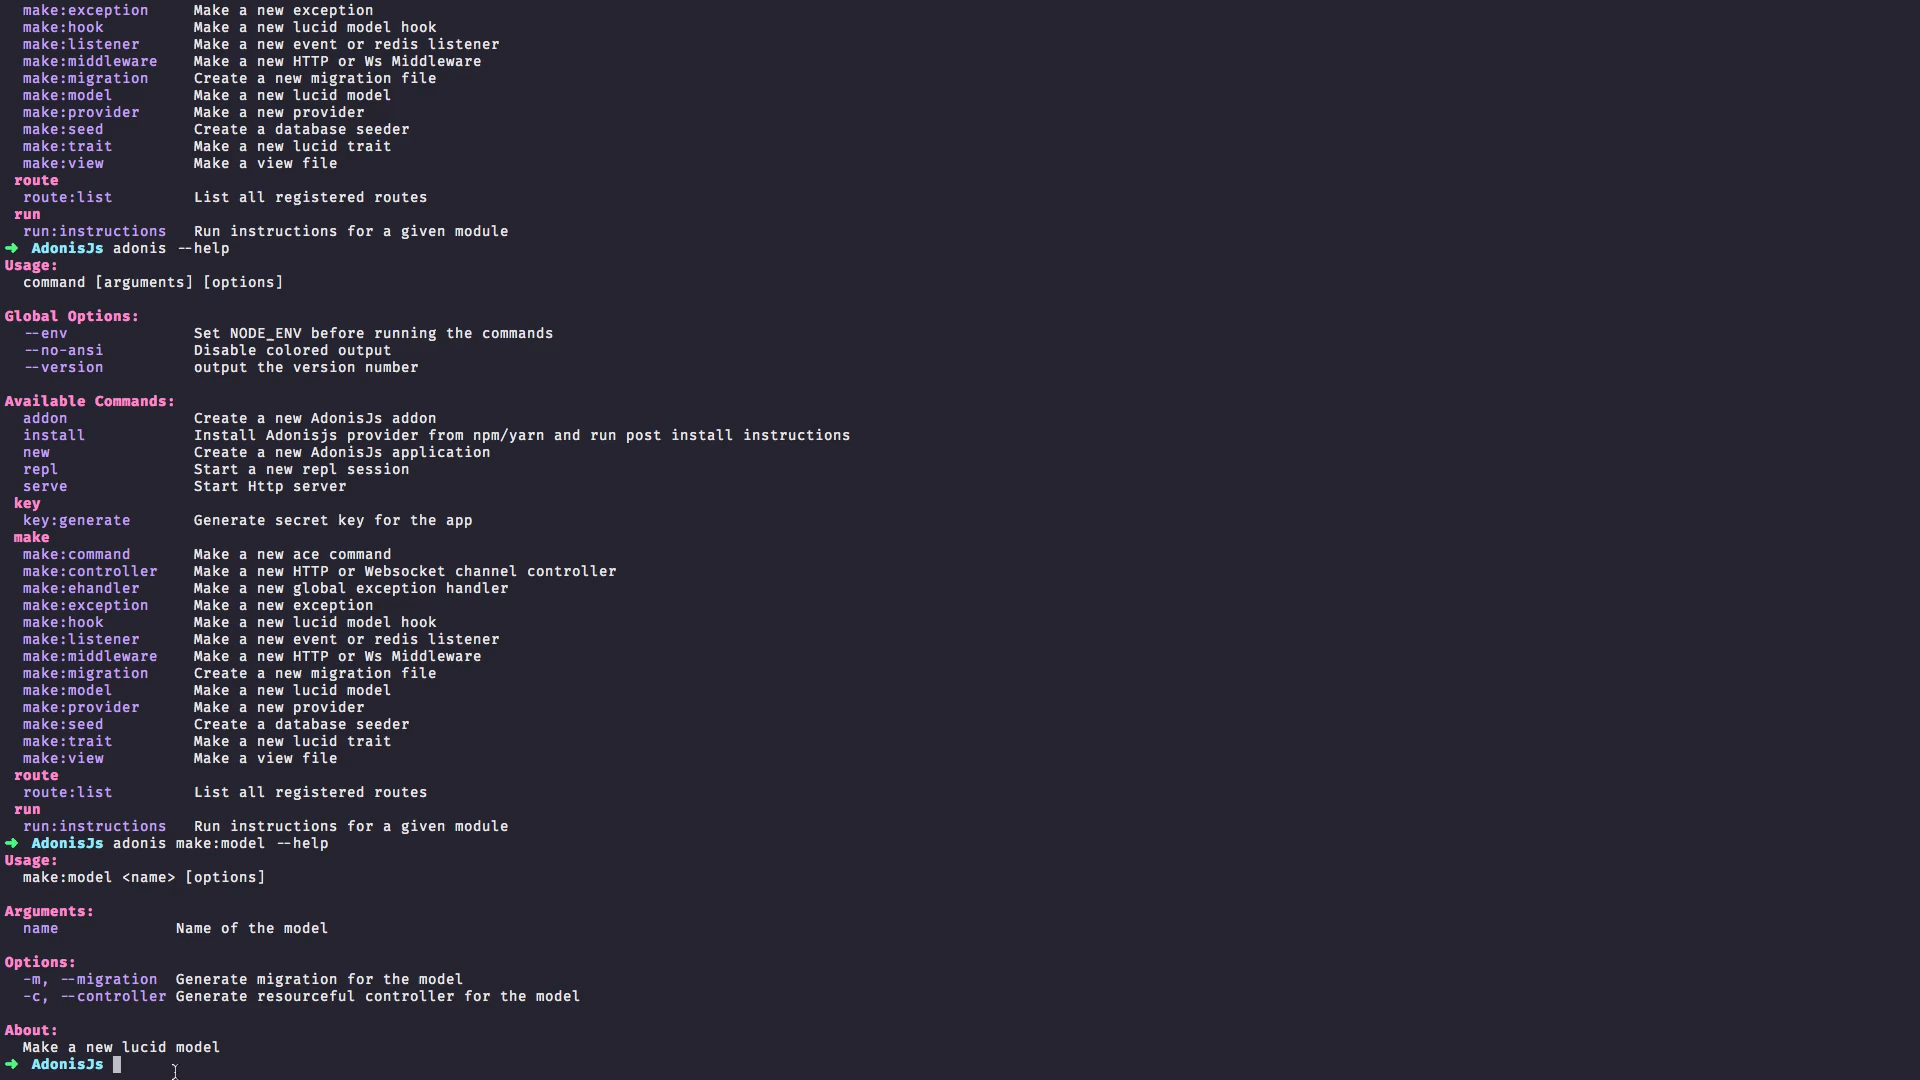 make:exception     Make a new exception
make:hook          Make a new lucid model hook
make:listener      Make a new event or redis listener
make:middleware    Make a new HTTP or Ws Middleware
make:migration     Create a new migration file
make:model         Make a new lucid model
make:provider      Make a new provider
make:seed          Create a database seeder
make:trait         Make a new lucid trait
make:view          Make a view file
route
route:list         List all registered routes
run
run:instructions   Run instructions for a given module
➜ AdonisJs adonis --help
Usage:
command [arguments] [options]
Global Options:
--env              Set NODE_ENV before running the commands
--no-ansi          Disable colored output
--version          output the version number
Available Commands:
addon              Create a new AdonisJs addon
install            Install Adonisjs provider from npm/yarn and run post install instructions
new                Create a new AdonisJs application
repl               Start a new repl session
serve              Start Http server
key
key:generate       Generate secret key for the app
make
make:command       Make a new ace command
make:controller    Make a new HTTP or Websocket channel controller
make:ehandler      Make a new global exception handler
make:exception     Make a new exception
make:hook          Make a new lucid model hook
make:listener      Make a new event or redis listener
make:middleware    Make a new HTTP or Ws Middleware
make:migration     Create a new migration file
make:model         Make a new lucid model
make:provider      Make a new provider
make:seed          Create a database seeder
make:trait         Make a new lucid trait
make:view          Make a view file
route
route:list         List all registered routes
run
run:instructions   Run instructions for a given module
➜ AdonisJs adonis make:model --help
Usage:
make:model <name> [options]
Arguments:
name             Name of the model
Options:
-m, --migration  Generate migration for the model
-c, --controller Generate resourceful controller for the model
About:
Make a new lucid model
➜ AdonisJs